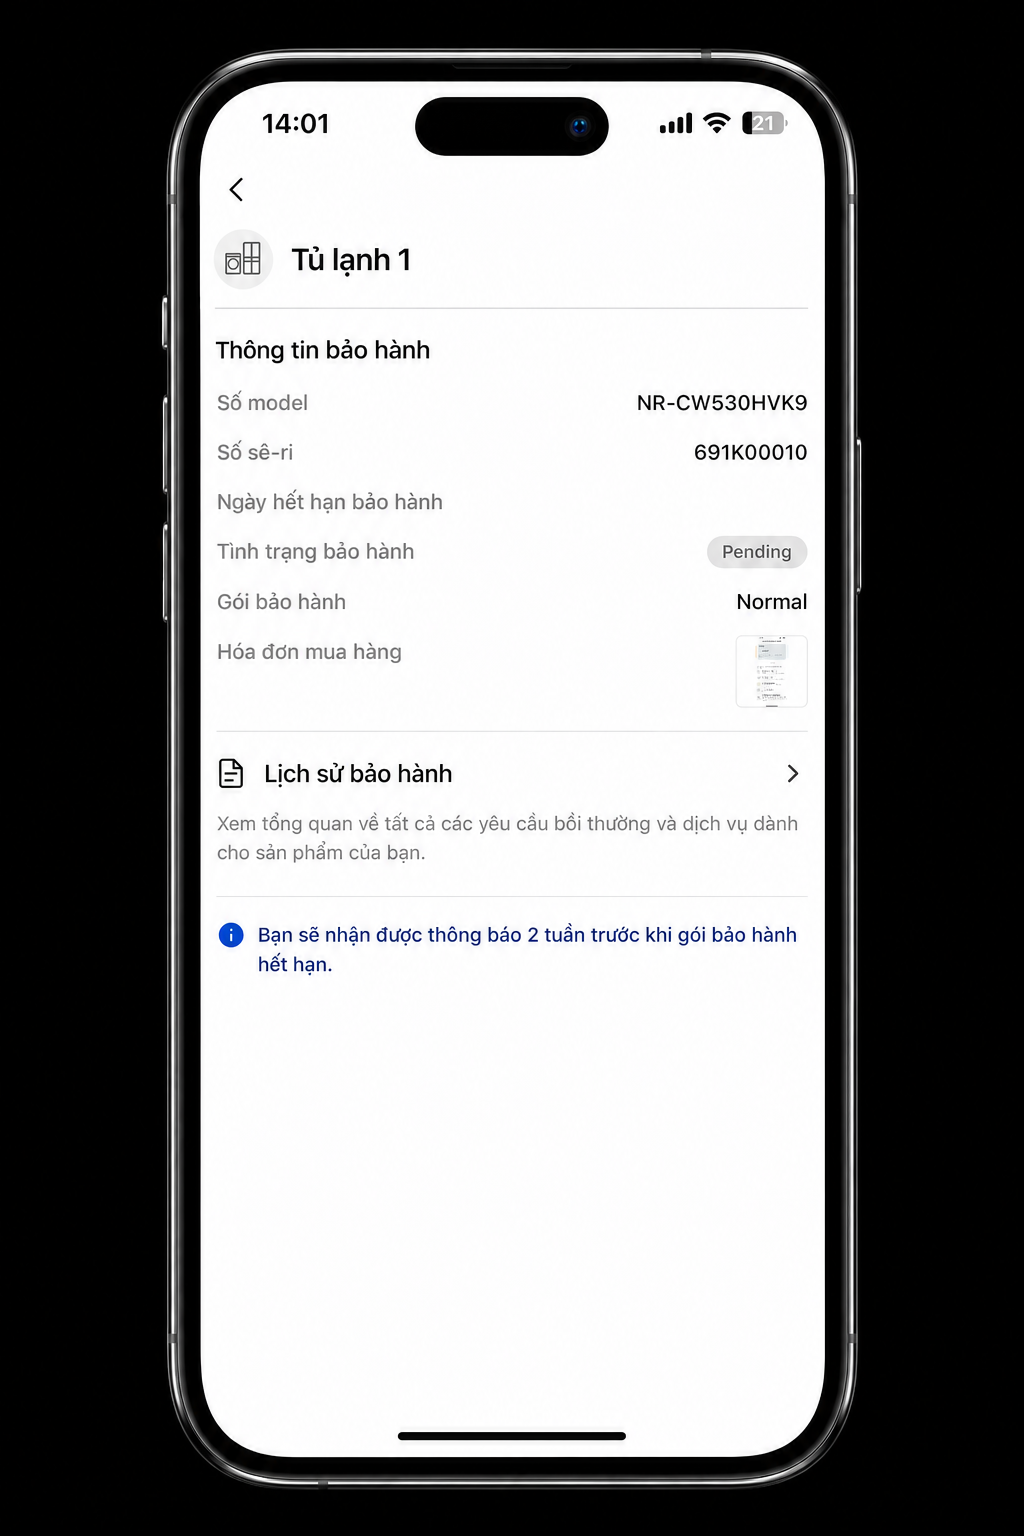 14:01
21
Tủ lạnh 1
Thông tin bảo hành
Số model NR-CW530HVK9
Số sê-ri 691K00010
Ngày hết hạn bảo hành
Tình trạng bảo hành Pending
Gói bảo hành Normal
Hóa đơn mua hàng
Lịch sử bảo hành
Xem tổng quan về tất cả các yêu cầu bồi thường và dịch vụ dành
cho sản phẩm của bạn.
Bạn sẽ nhận được thông báo 2 tuần trước khi gói bảo hành
hết hạn.